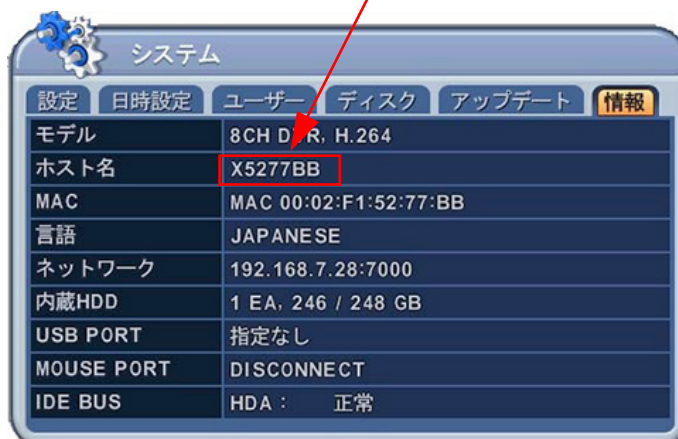 システム
設定 日時設定 ユーザー ディスク アップデート 情報
モデル 8CH DVR, H.264
ホスト名 X5277BB
MAC MAC 00:02:F1:52:77:BB
言語 JAPANESE
ネットワーク 192.168.7.28:7000
内蔵HDD 1 EA, 246 / 248 GB
USB PORT 指定なし
MOUSE PORT DISCONNECT
IDE BUS HDA : 正常